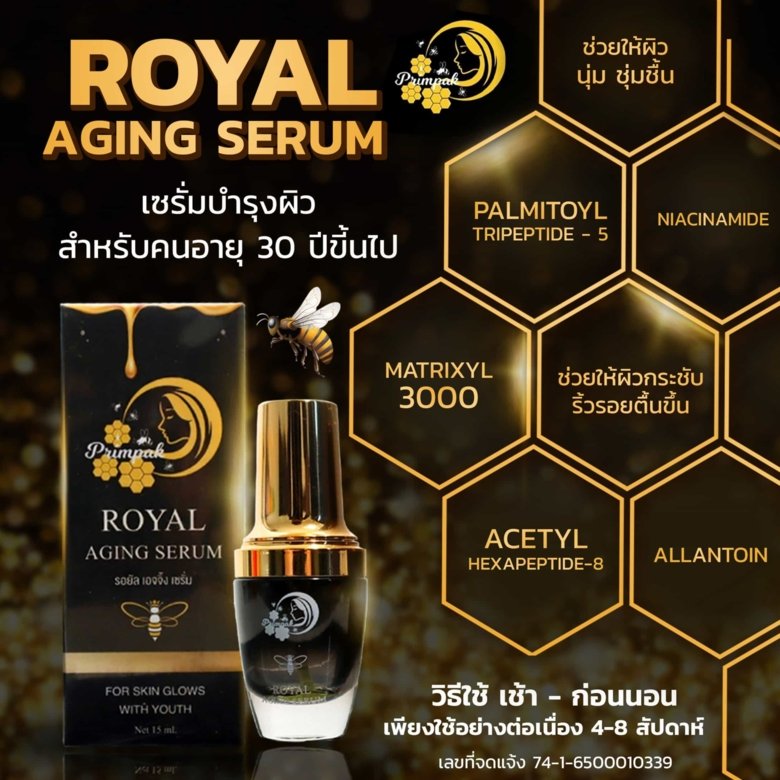 ROYAL
AGING SERUM
Primpak
เซรั่มบำรุงผิว
สำหรับคนอายุ 30 ปีขึ้นไป
ช่วยให้ผิว
นุ่ม ชุ่มชื้น
PALMITOYL
TRIPEPTIDE - 5
NIACINAMIDE
MATRIXYL
3000
ช่วยให้ผิวกระชับ
ริ้วรอยตื้นขึ้น
ACETYL
HEXAPEPTIDE-8
ALLANTOIN
Primpak
ROYAL
AGING SERUM
รอยัล เอจจิ้ง เซรั่ม
FOR SKIN GLOWS
WITH YOUTH
Net 15 ml.
Primpak
ROYAL
AGING SERUM
วิธีใช้ เช้า - ก่อนนอน
เพียงใช้อย่างต่อเนื่อง 4-8 สัปดาห์
เลขที่จดแจ้ง 74-1-6500010339